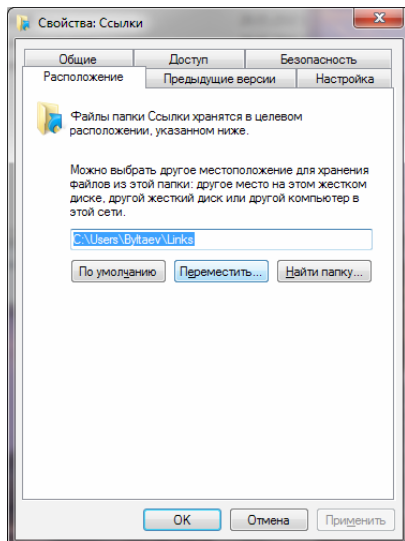 Свойства: Ссылки
Общие Доступ Безопасность
Расположение Предыдущие версии Настройка
Файлы папки Ссылки хранятся в целевом
расположении, указанном ниже.
Можно выбрать другое местоположение для хранения
файлов из этой папки: другое место на этом жестком
диске, другой жесткий диск или другой компьютер в
этой сети.
C:\Users\Byltaev\Links
По умолчанию Переместить... Найти папку...
OK Отмена Применить